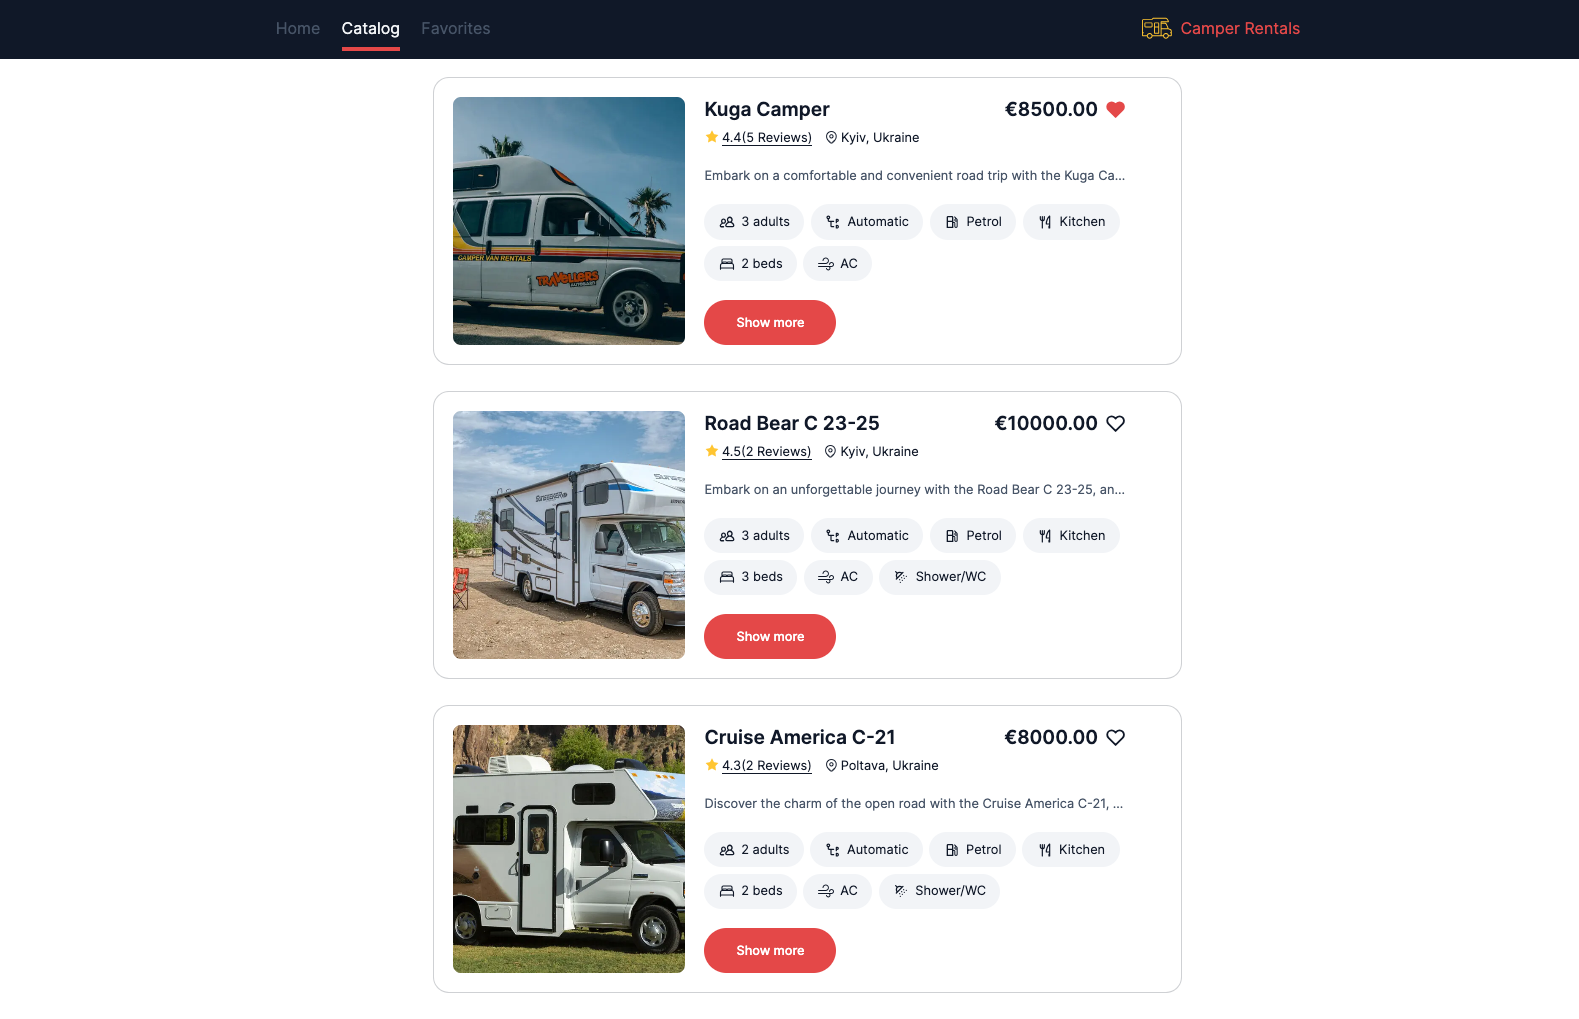 Home Catalog Favorites Camper Rentals
Kuga Camper €8500.00
4.4(5 Reviews) Kyiv, Ukraine
Embark on a comfortable and convenient road trip with the Kuga Ca...
3 adults Automatic Petrol Kitchen
2 beds AC
Show more
CAMPER VAN RENTALS
TRAVELLERS
Road Bear C 23-25 €10000.00
4.5(2 Reviews) Kyiv, Ukraine
Embark on an unforgettable journey with the Road Bear C 23-25, an...
3 adults Automatic Petrol Kitchen
3 beds AC Shower/WC
Show more
Cruise America C-21 €8000.00
4.3(2 Reviews) Poltava, Ukraine
Discover the charm of the open road with the Cruise America C-21, ...
2 adults Automatic Petrol Kitchen
2 beds AC Shower/WC
Show more